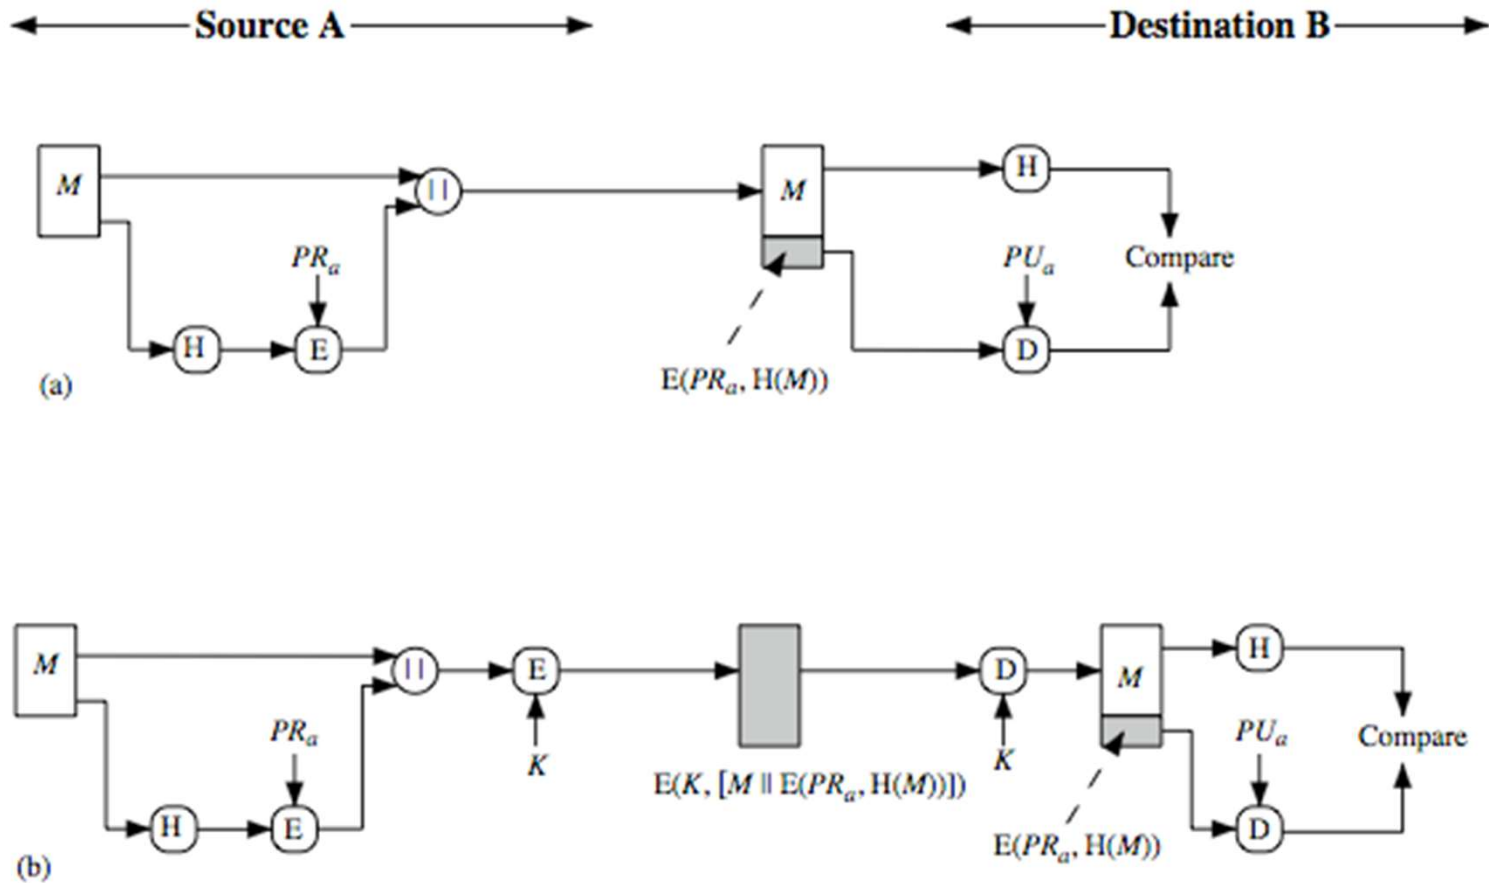 Source A
Destination B
M
||
M
H
PRa
PUa
Compare
H
E
D
E(PRa, H(M))
(a)
M
||
E
D
M
H
PRa
PUa
Compare
K
K
E(K, [M || E(PRa, H(M))])
H
E
D
E(PRa, H(M))
(b)